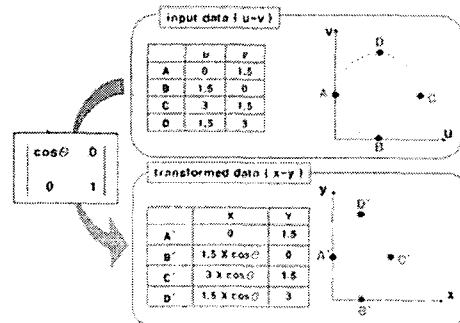 input data ( u-v )
u v
A 0 1.5
B 1.5 0
C 3 1.5
D 1.5 3
v
D
A
C
B
u
cosθ 0
0 1
transformed data ( x-y )
X Y
A´ 0 1.5
B´ 1.5 X cosθ 0
C´ 3 X cosθ 1.5
D´ 1.5 X cosθ 3
y
D´
A´
C´
B´
x